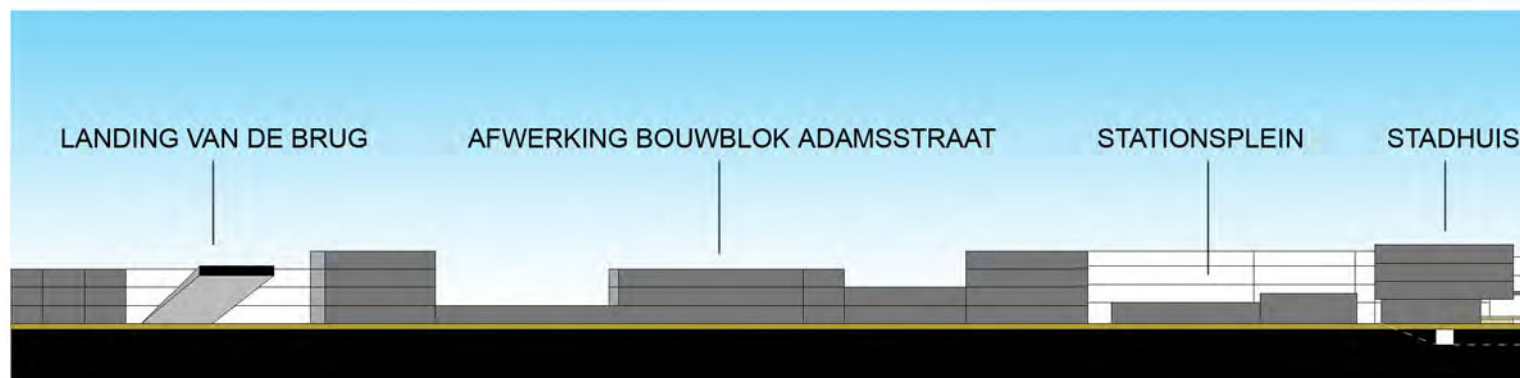 LANDING VAN DE BRUG
AFWERKING BOUWBLOK ADAMSSTRAAT
STATIONSPLEIN
STADHUIS